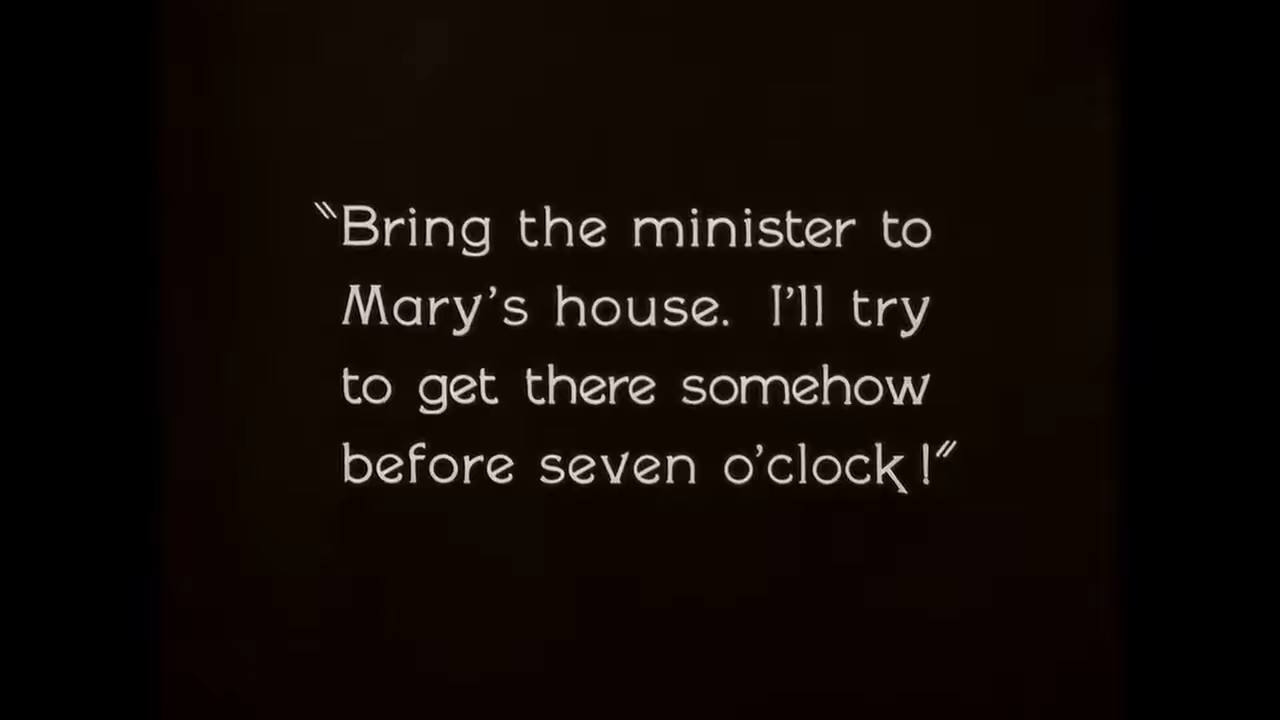 "Bring the minister to
Mary's house. I'll try
to get there somehow
before seven o'clock!"